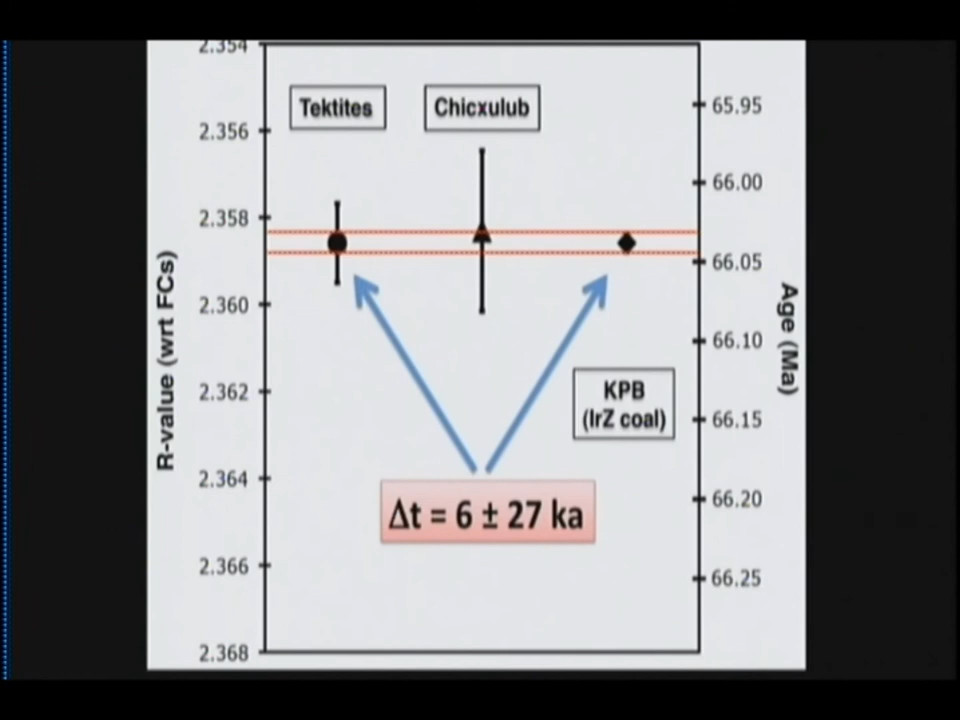 2.354
Tektites
Chicxulub
65.95
2.356
66.00
2.358
66.05
2.360
66.10
KPB
(IrZ coal)
2.362
66.15
2.364
66.20
Δt = 6 ± 27 ka
2.366
66.25
2.368
R-value (wrt FCs)
Age (Ma)